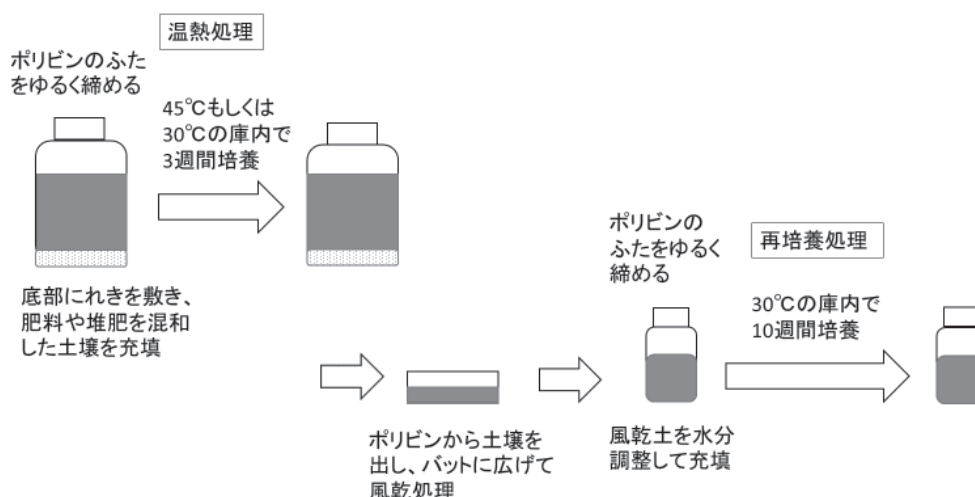 温熱処理
ポリビンのふた
をゆるく締める
45℃もしくは
30℃の庫内で
3週間培養
底部にれきを敷き、
肥料や堆肥を混和
した土壌を充填
ポリビンから土壌を
出し、バットに広げて
風乾処理
ポリビンの
ふたをゆるく
締める
風乾土を水分
調整して充填
再培養処理
30℃の庫内で
10週間培養